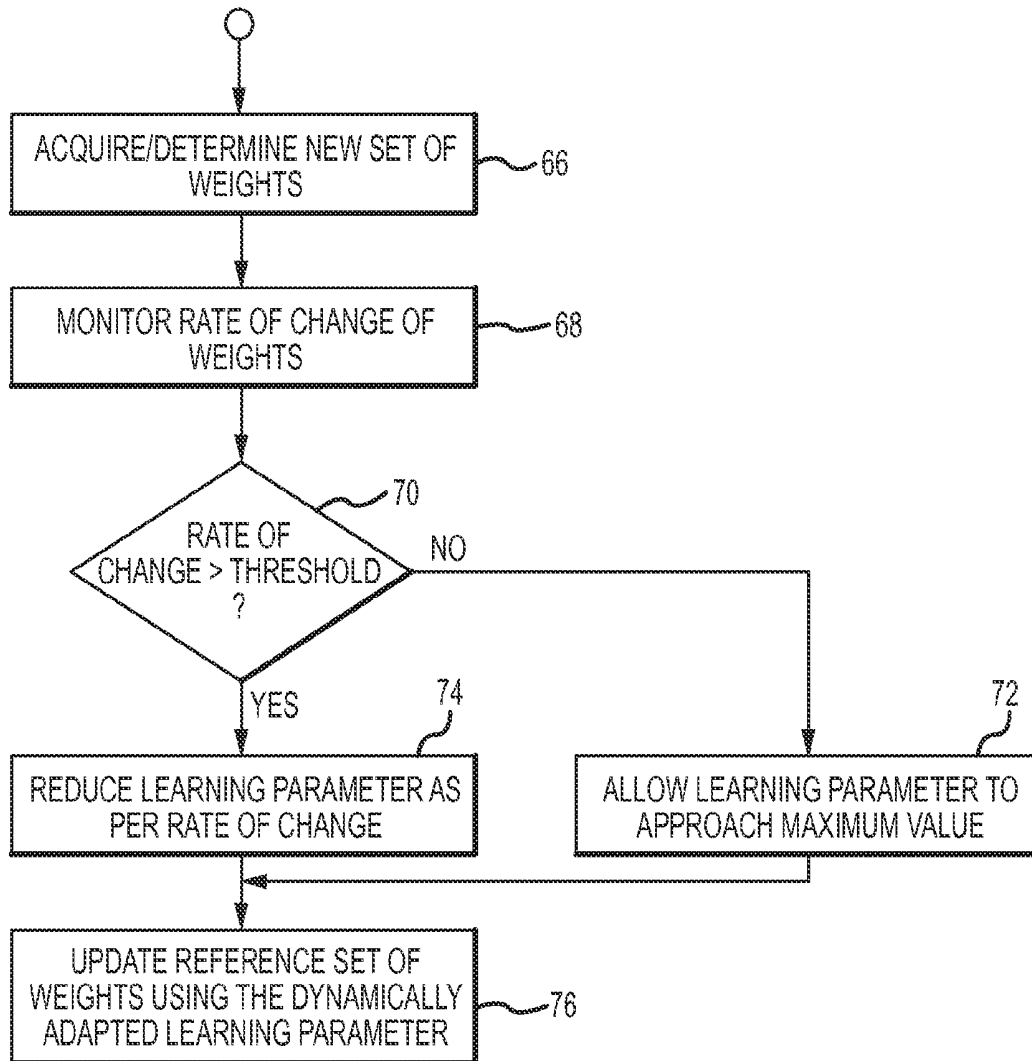 ACQUIRE/DETERMINE NEW SET OF
WEIGHTS
66
MONITOR RATE OF CHANGE OF
WEIGHTS
68
70
RATE OF
CHANGE > THRESHOLD
?
NO
YES
74
REDUCE LEARNING PARAMETER AS
PER RATE OF CHANGE
72
ALLOW LEARNING PARAMETER TO
APPROACH MAXIMUM VALUE
UPDATE REFERENCE SET OF
WEIGHTS USING THE DYNAMICALLY
ADAPTED LEARNING PARAMETER
76